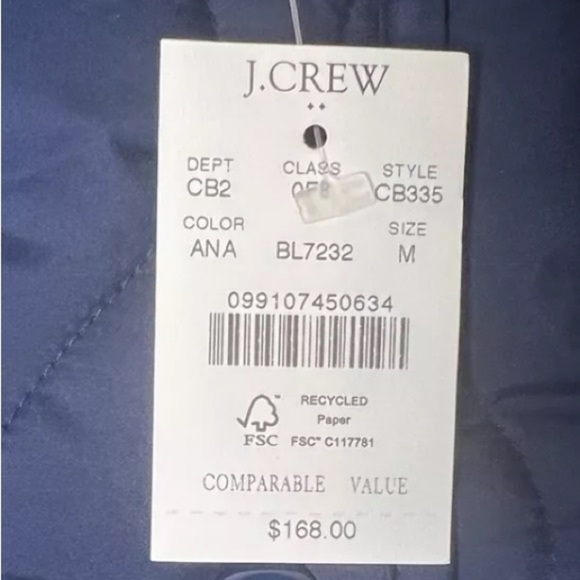 J.CREW
DEPT CLASS STYLE
CB2 CB335
COLOR SIZE
ANA BL7232 M
099107450634
RECYCLED
Paper
FSC FSC® C117781
COMPARABLE VALUE
$168.00